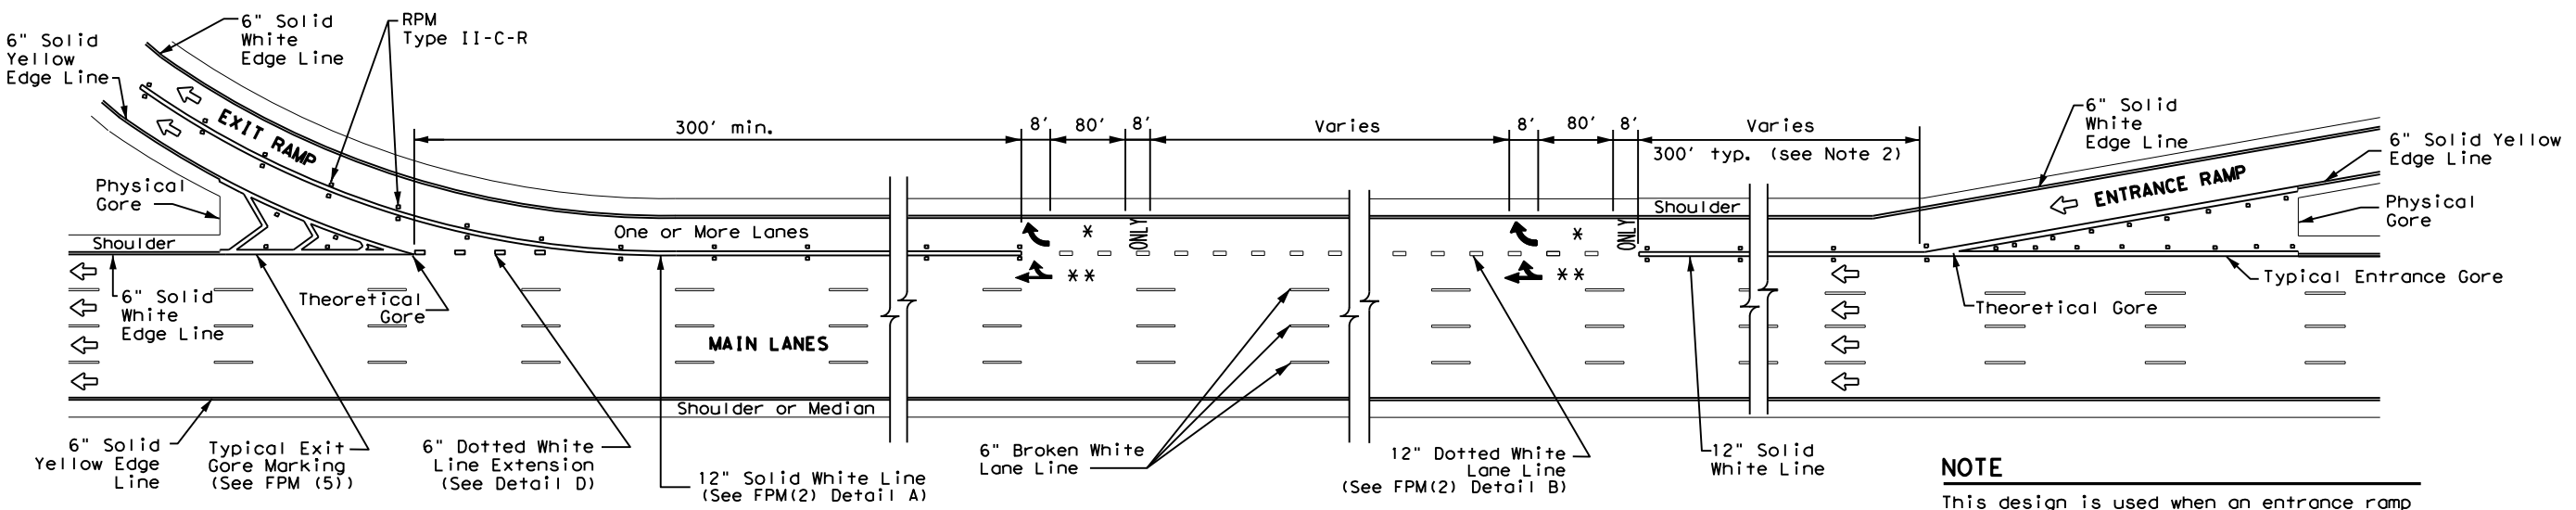 6" Solid
White
Edge Line
RPM
Type II-C-R
6" Solid
Yellow
Edge Line
EXIT RAMP
300' min.
8'
80'
8'
Varies
8'
80'
8'
Varies
300' typ. (see Note 2)
6" Solid
White
Edge Line
6" Solid Yellow
Edge Line
Physical
Gore
Shoulder
One or More Lanes
*
ONLY
**
*
ONLY
**
Shoulder
ENTRANCE RAMP
Physical
Gore
6" Solid
White
Edge Line
Theoretical
Gore
MAIN LANES
Typical Entrance Gore
Theoretical Gore
Shoulder or Median
6" Solid
Yellow Edge
Line
Typical Exit
Gore Marking
(See FPM (5))
6" Dotted White
Line Extension
(See Detail D)
12" Solid White Line
(See FPM(2) Detail A)
6" Broken White
Lane Line
12" Dotted White
Lane Line
(See FPM(2) Detail B)
12" Solid
White Line
NOTE
This design is used when an entrance ramp